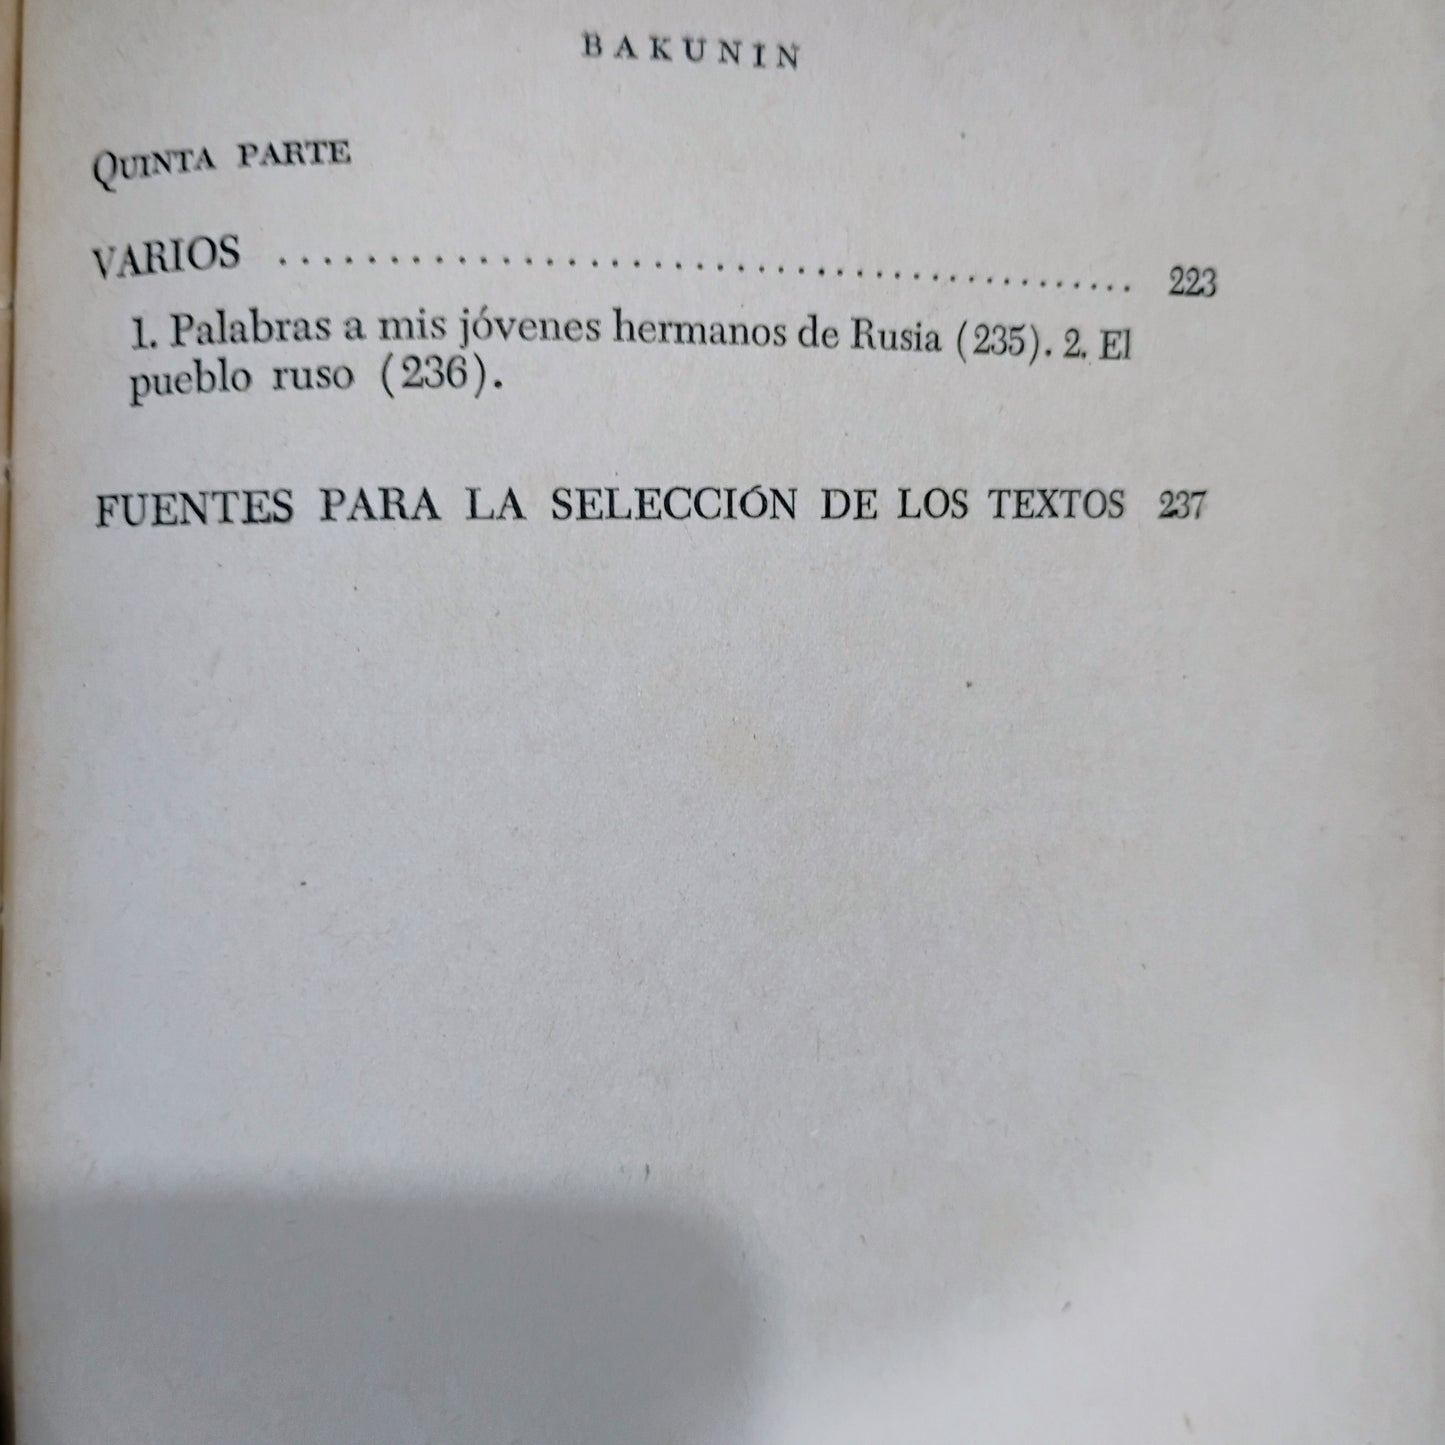 BAKUNIN
QUINTA PARTE
VARIOS ........................................ 223
1. Palabras a mis jóvenes hermanos de Rusia (235). 2. El
pueblo ruso (236).
FUENTES PARA LA SELECCIÓN DE LOS TEXTOS 237